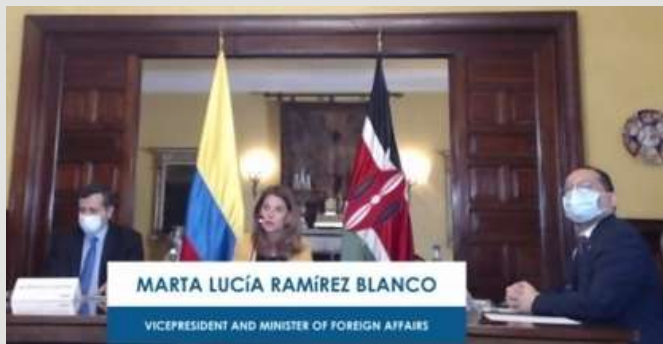 MARTA LUCíA RAMíREZ BLANCO
VICEPRESIDENT AND MINISTER OF FOREIGN AFFAIRS